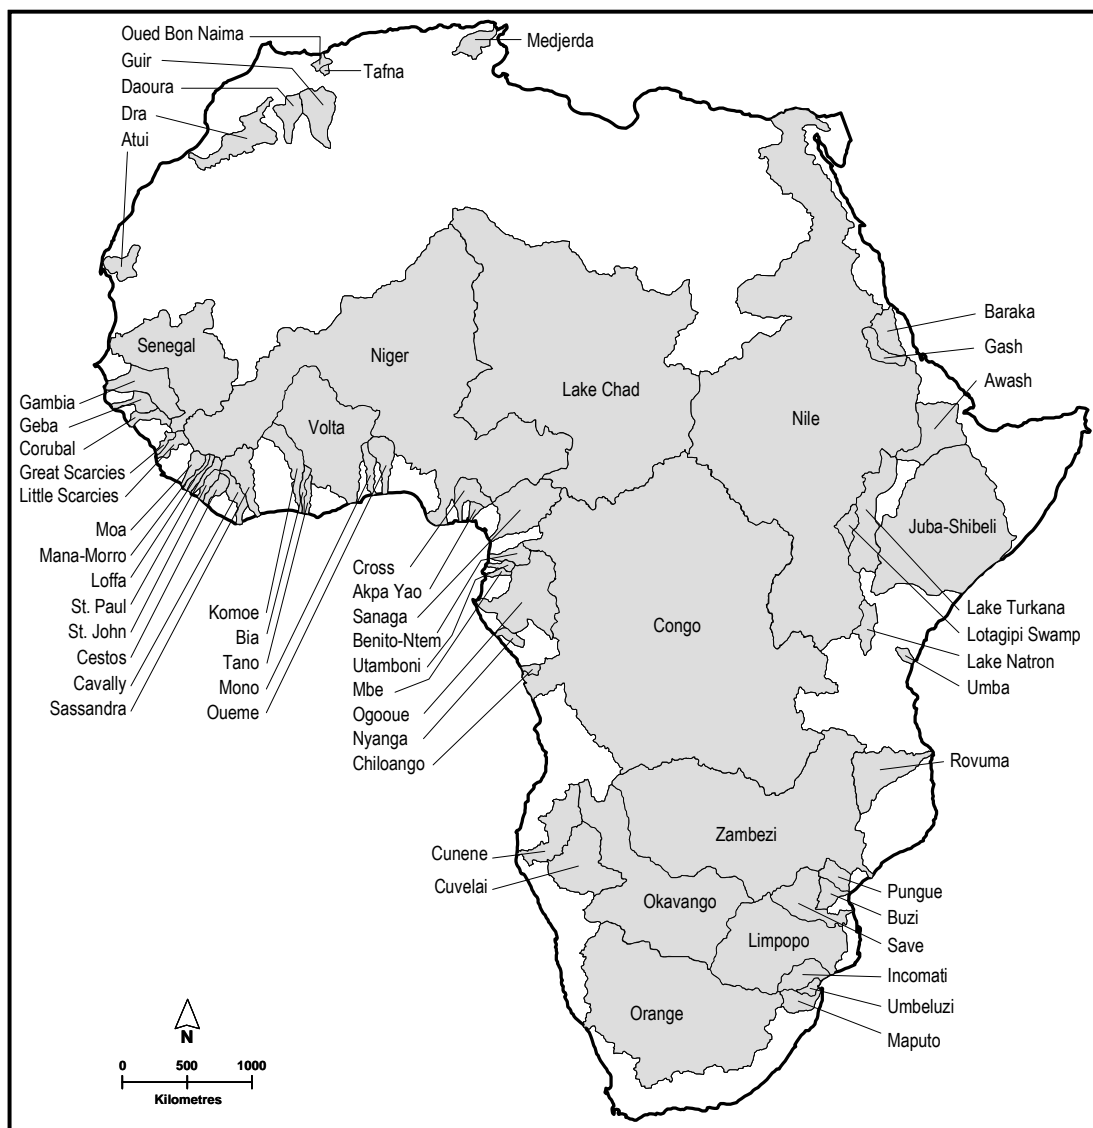 Oued Bon Naima
Guir
Daoura
Dra
Atui
Tafna
Medjerda
Senegal
Niger
Lake Chad
Nile
Volta
Baraka
Gash
Awash
Juba-Shibeli
Gambia
Geba
Corubal
Great Scarcies
Little Scarcies
Moa
Mana-Morro
Loffa
St. Paul
St. John
Cestos
Cavally
Sassandra
Komoe
Bia
Tano
Mono
Oueme
Cross
Akpa Yao
Sanaga
Benito-Ntem
Utamboni
Mbe
Ogooue
Nyanga
Chiloango
Congo
Lake Turkana
Lotagipi Swamp
Lake Natron
Umba
Rovuma
Zambezi
Cunene
Cuvelai
Okavango
Limpopo
Orange
Pungue
Buzi
Save
Incomati
Umbeluzi
Maputo
N
0 500 1000
Kilometres